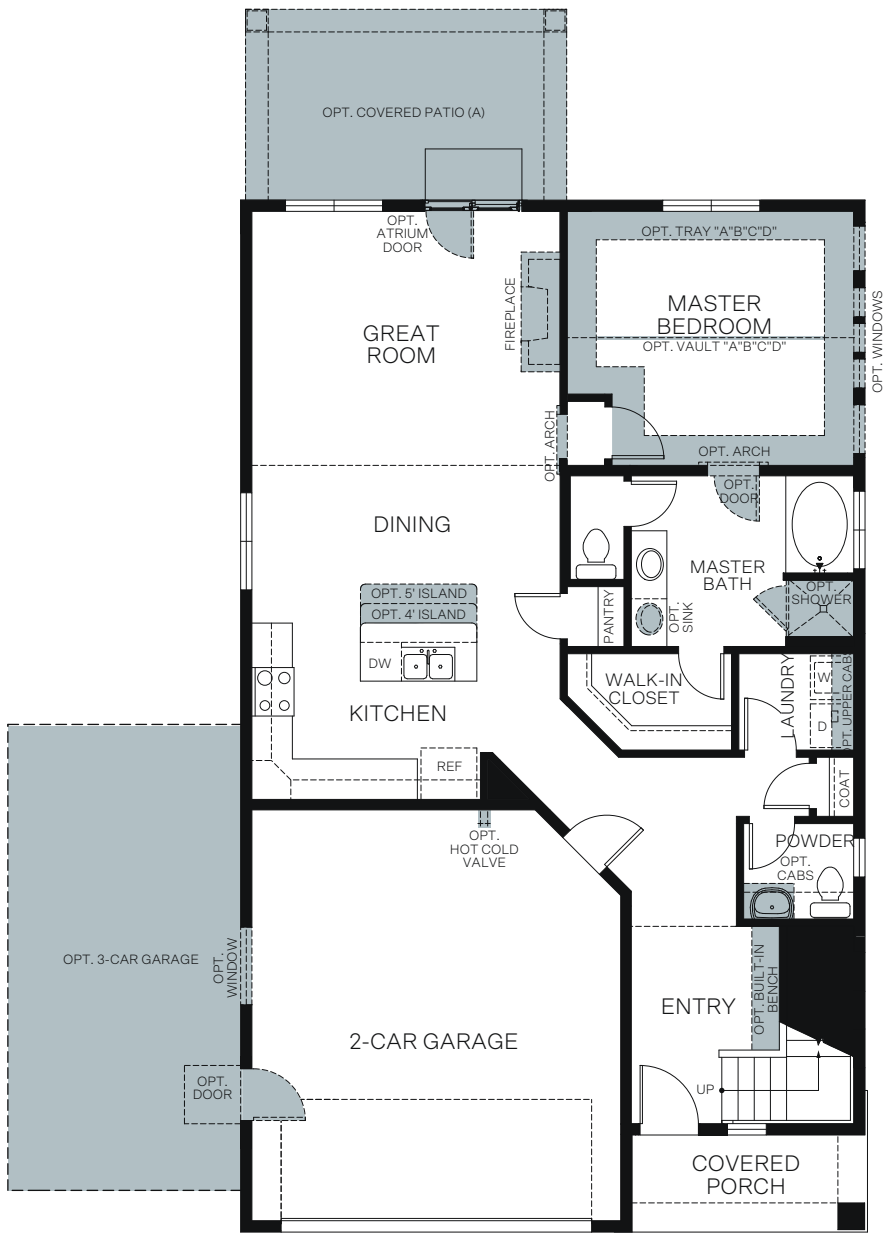 OPT. COVERED PATIO (A)
OPT.
ATRIUM
DOOR
OPT. TRAY "A"B"C"D"
FIREPLACE
MASTER
BEDROOM
OPT. VAULT "A"B"C"D"
OPT. WINDOWS
GREAT
ROOM
OPT. ARCH
OPT. ARCH
OPT.
DOOR
DINING
MASTER
BATH
OPT.
SHOWER
OPT. 5' ISLAND
OPT. 4' ISLAND
PANTRY
OPT.
SINK
DW
WALK-IN
CLOSET
LAUNDRY
W
D
OPT. UPPER CABS
KITCHEN
REF
COAT
OPT.
HOT COLD
VALVE
POWDER
OPT.
CABS
OPT. 3-CAR GARAGE
OPT.
WINDOW
ENTRY
OPT. BUILT-IN
BENCH
2-CAR GARAGE
OPT.
DOOR
UP
COVERED
PORCH